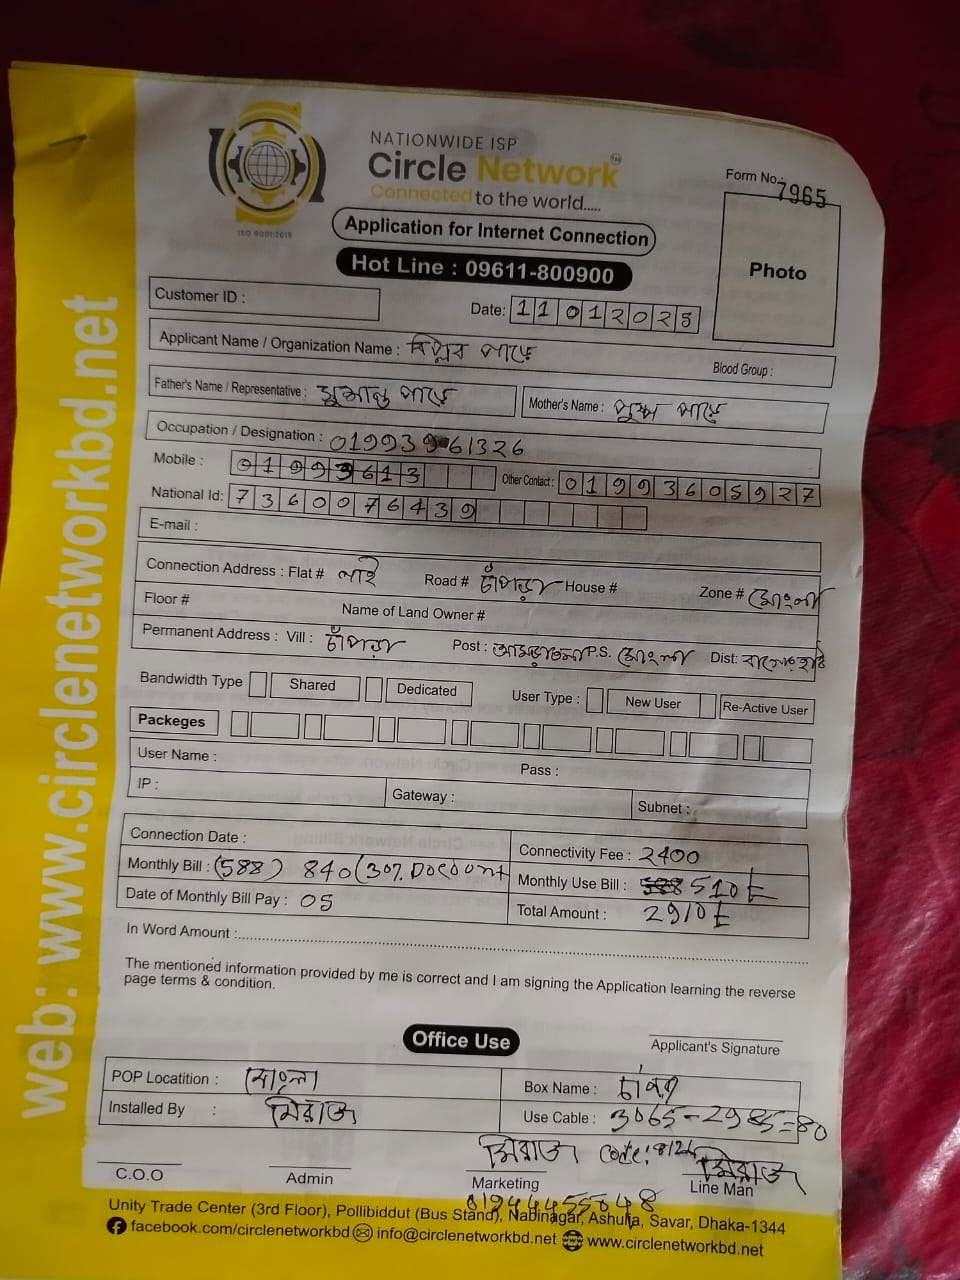 NATIONWIDE ISP
Circle Network™
Connected to the world.....
ISO 9001:2015
Form No.: 7965
Application for Internet Connection
Photo
Hot Line : 09611-800900
Customer ID :
Date: 11 01 2025
Applicant Name / Organization Name : বিপ্লব পাড়ে
Blood Group :
Father's Name / Representative : পাড়ে
Mother's Name : পুষ্প পাড়ে
Occupation / Designation : 01993961326
Mobile : 01993613
Other Contact : 01993605927
National Id: 7360076439
E-mail :
Connection Address : Flat # নাই Road # চাঁপড়া House # Zone # মোংলা
Floor # Name of Land Owner #
Permanent Address : Vill : চাঁপড়া Post : P.S. মোংলা Dist: বাগেরহাট
Bandwidth Type Shared Dedicated User Type : New User Re-Active User
Packeges
User Name : Pass :
IP : Gateway : Subnet :
Connection Date :
Connectivity Fee : 2400
Monthly Bill : (588) 840 (30% Docount
Monthly Use Bill : 510 t
Date of Monthly Bill Pay : 05
Total Amount : 2910 t
In Word Amount :
The mentioned information provided by me is correct and I am signing the Application learning the reverse
page terms & condition.
Office Use
Applicant's Signature
POP Locatition : মোংলা
Box Name :
Installed By : মিরাজ
Use Cable : 3065-2985=80
মিরাজ code: 8126 মিরাজ
C.O.O Admin Marketing Line Man
Unity Trade Center (3rd Floor), Pollibiddut (Bus Stand), Nabinagar, Ashulia, Savar, Dhaka-1344
facebook.com/circlenetworkbd info@circlenetworkbd.net www.circlenetworkbd.net
web: www.circlenetworkbd.net